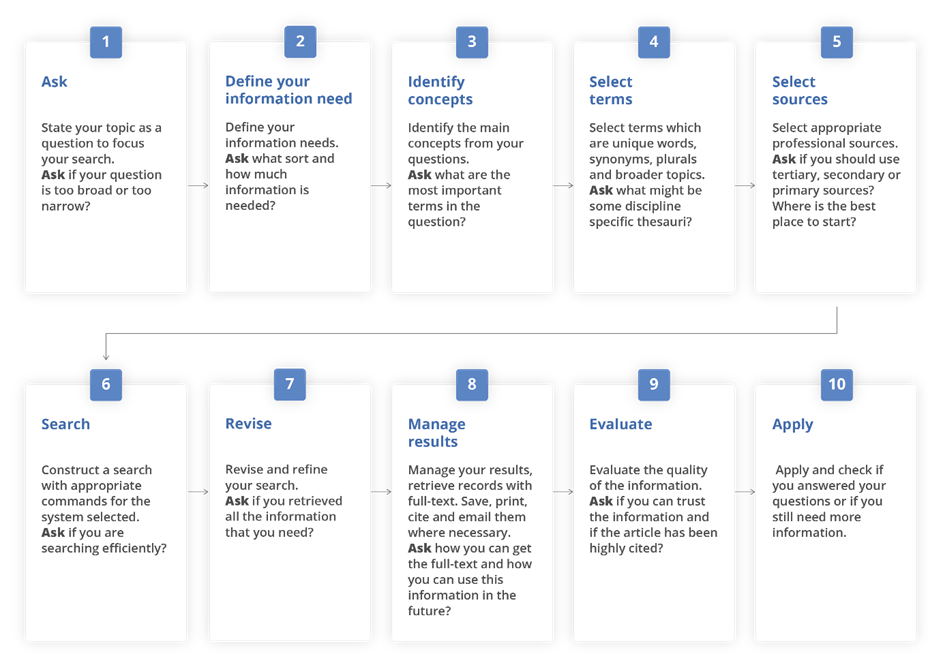 1
Ask
State your topic as a
question to focus
your search.
Ask if your question
is too broad or too
narrow?
2
Define your
information need
Define your
information needs.
Ask what sort and
how much
information is
needed?
3
Identify
concepts
Identify the main
concepts from your
questions.
Ask what are the
most important
terms in the
question?
4
Select
terms
Select terms which
are unique words,
synonyms, plurals
and broader topics.
Ask what might be
some discipline
specific thesauri?
5
Select
sources
Select appropriate
professional sources.
Ask if you should use
tertiary, secondary or
primary sources?
Where is the best
place to start?
6
Search
Construct a search
with appropriate
commands for the
system selected.
Ask if you are
searching efficiently?
7
Revise
Revise and refine
your search.
Ask if you retrieved
all the information
that you need?
8
Manage
results
Manage your results,
retrieve records with
full-text. Save, print,
cite and email them
where necessary.
Ask how you can get
the full-text and how
you can use this
information in the
future?
9
Evaluate
Evaluate the quality
of the information.
Ask if you can trust
the information and
if the article has been
highly cited?
10
Apply
Apply and check if
you answered your
questions or if you
still need more
information.